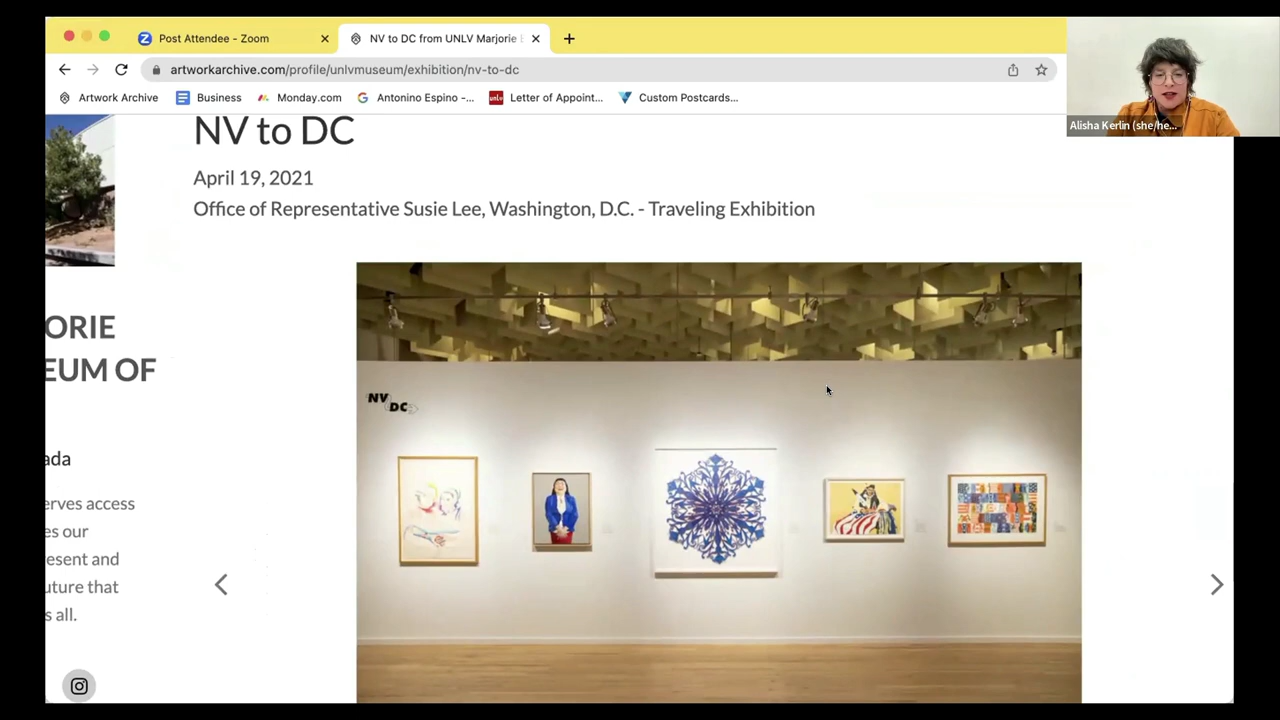 Post Attendee - Zoom
NV to DC from UNLV Marjorie
artworkarchive.com/profile/unlvmuseum/exhibition/nv-to-dc
Artwork Archive
Business
Monday.com
Antonino Espino -...
unlv
Letter of Appoint...
Custom Postcards...
Alisha Kerlin (she/he...
NV to DC
April 19, 2021
Office of Representative Susie Lee, Washington, D.C. - Traveling Exhibition
ORIE
EUM OF
ada
erves access
es our
esent and
uture that
s all.
NV
DC